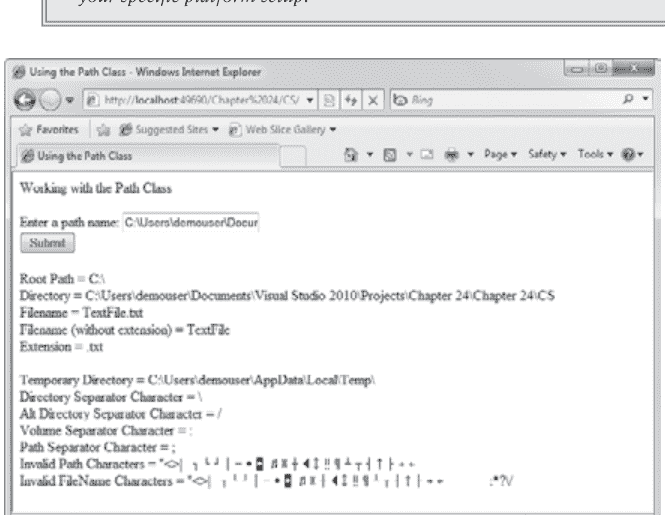 your specific platform setup.
Using the Path Class - Windows Internet Explorer
http://localhost:49690/Chapter%2024/CS/
Bing
Favorites Suggested Sites Web Slice Gallery
Using the Path Class Page Safety Tools
Working with the Path Class
Enter a path name: C:\Users\demouser\Docur
Submit
Root Path = C:\
Directory = C:\Users\demouser\Documents\Visual Studio 2010\Projects\Chapter 24\Chapter 24\CS
Filename = TextFile.txt
Filename (without extension) = TextFile
Extension = .txt
Temporary Directory = C:\Users\demouser\AppData\Local\Temp\
Directory Separator Character = \
Alt Directory Separator Character = /
Volume Separator Character = :
Path Separator Character = ;
Invalid Path Characters = "<>|
Invalid FileName Characters = "<>| :*?\/